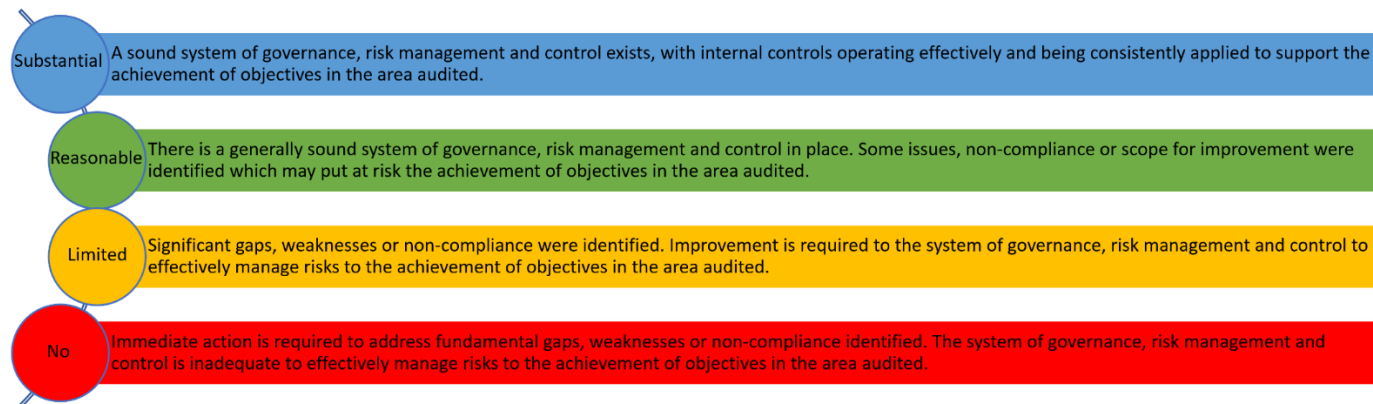 Substantial
A sound system of governance, risk management and control exists, with internal controls operating effectively and being consistently applied to support the
achievement of objectives in the area audited.
Reasonable
There is a generally sound system of governance, risk management and control in place. Some issues, non-compliance or scope for improvement were
identified which may put at risk the achievement of objectives in the area audited.
Limited
Significant gaps, weaknesses or non-compliance were identified. Improvement is required to the system of governance, risk management and control to
effectively manage risks to the achievement of objectives in the area audited.
No
Immediate action is required to address fundamental gaps, weaknesses or non-compliance identified. The system of governance, risk management and
control is inadequate to effectively manage risks to the achievement of objectives in the area audited.